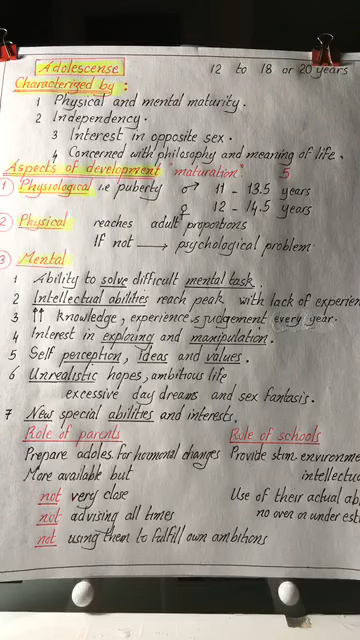 Adolescense 12 to 18 or 20 years
Characterized by :
1 Physical and mental maturity.
2 Independency.
3 Interest in opposite sex.
4 Concerned with philosophy and meaning of life.
Aspects of development "maturation" 5
1 Physiological i.e puberty ♂ 11 - 13.5 years
♀ 12 - 14.5 years
2 Physical reaches adult proportions
If not → psychological problem
3 Mental
1 Ability to solve difficult mental task.
2 Intellectual abilities reach peak with lack of experien
3 ↑↑ knowledge, experience & judgement every year.
4 Interest in exploring and manipulation.
5 Self perception, Ideas and values.
6 Unrealistic hopes, ambitious life
excessive day dreams and sex fantasis.
7 New special abilities and interests.
Role of parents Role of schools
Prepare adoles. for hormonal changes Provide stim. environme
More available but intellectua
not very close Use of their actual ab
not advising all times no over or under est
not using them to fulfill own ambitions